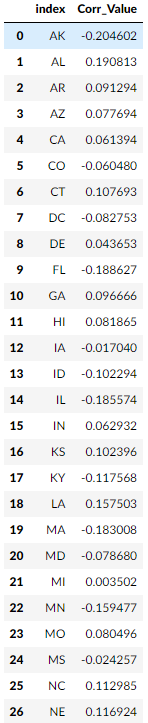 index Corr_Value
0 AK -0.204602
1 AL 0.190813
2 AR 0.091294
3 AZ 0.077694
4 CA 0.061394
5 CO -0.060480
6 CT 0.107693
7 DC -0.082753
8 DE 0.043653
9 FL -0.188627
10 GA 0.096666
11 HI 0.081865
12 IA -0.017040
13 ID -0.102294
14 IL -0.185574
15 IN 0.062932
16 KS 0.102396
17 KY -0.117568
18 LA 0.157503
19 MA -0.183008
20 MD -0.078680
21 MI 0.003502
22 MN -0.159477
23 MO 0.080496
24 MS -0.024257
25 NC 0.112985
26 NE 0.116924